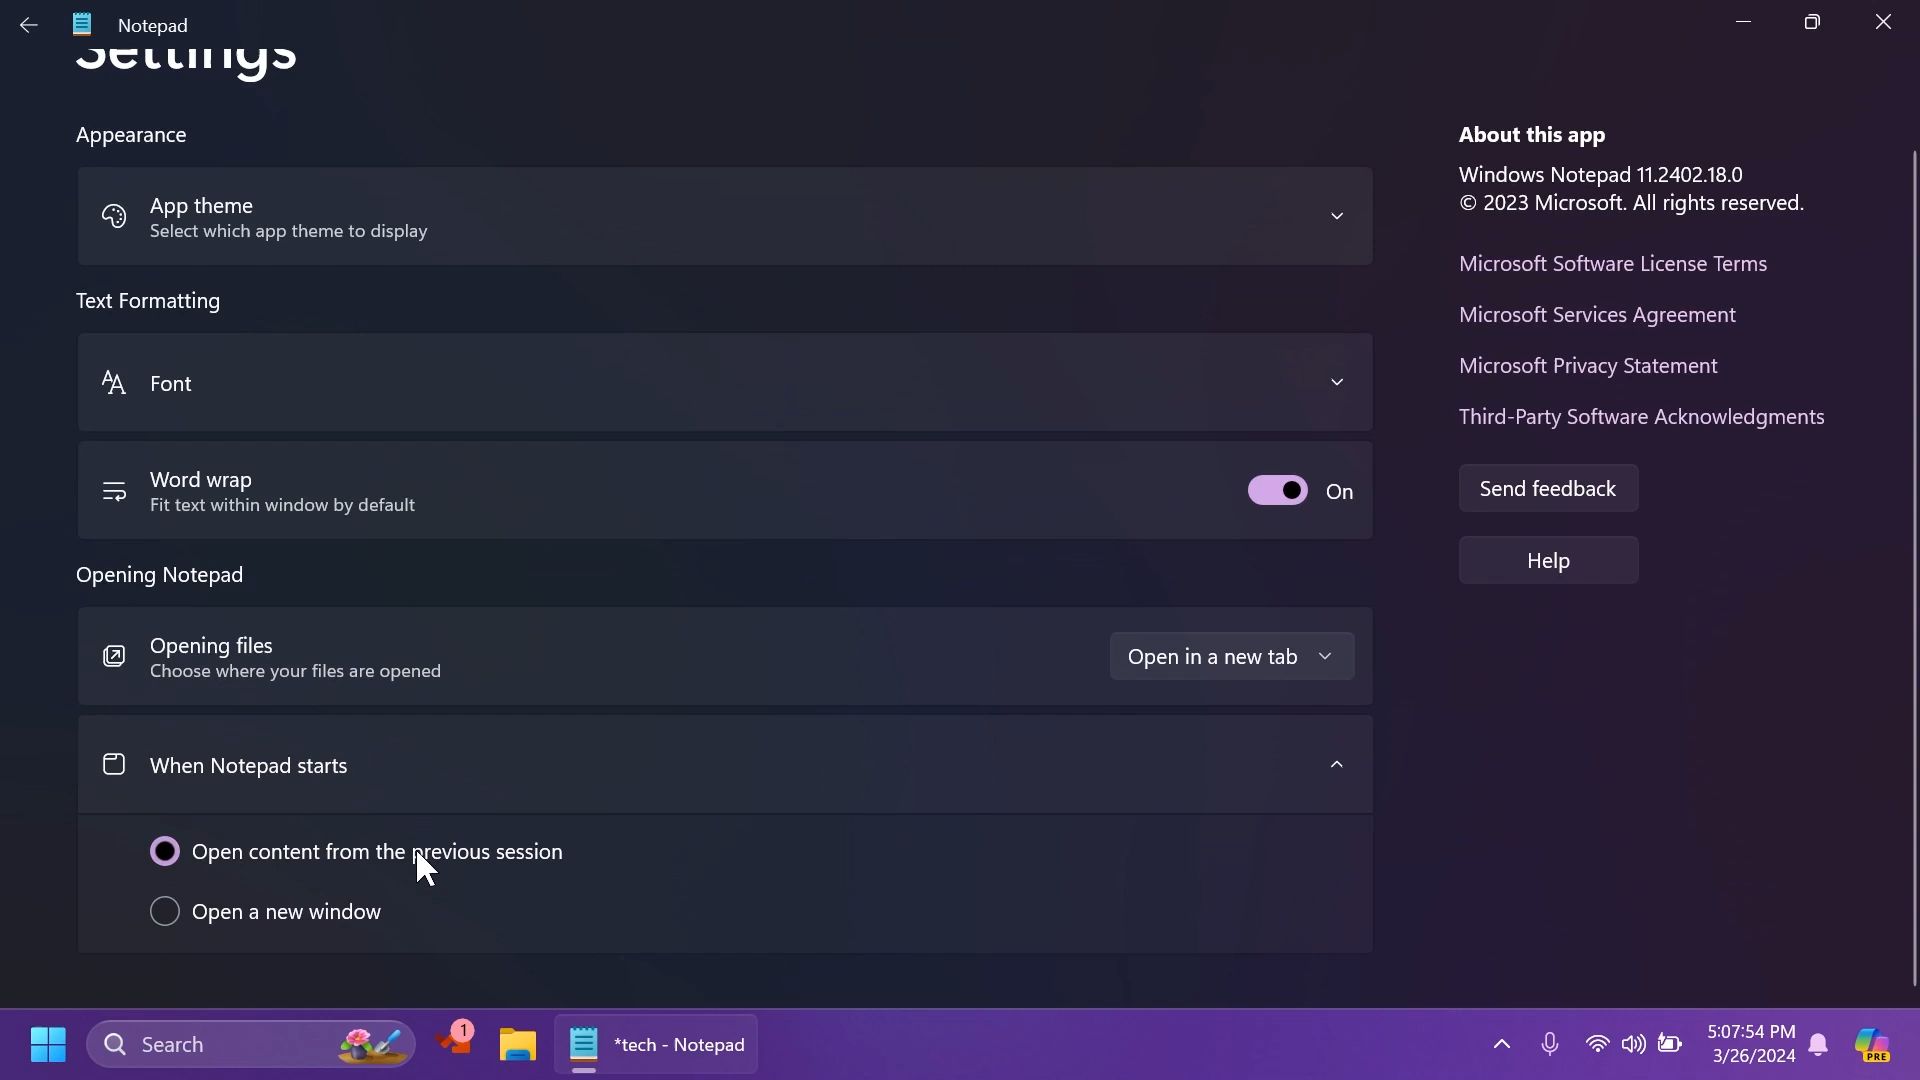 Notepad
Settings
Appearance
App theme
Select which app theme to display
Text Formatting
Font
Word wrap
Fit text within window by default
On
Opening Notepad
Opening files
Choose where your files are opened
Open in a new tab
When Notepad starts
Open content from the previous session
Open a new window
About this app
Windows Notepad 11.2402.18.0
© 2023 Microsoft. All rights reserved.
Microsoft Software License Terms
Microsoft Services Agreement
Microsoft Privacy Statement
Third-Party Software Acknowledgments
Send feedback
Help
Search
1
*tech - Notepad
5:07:54 PM
3/26/2024
PRE